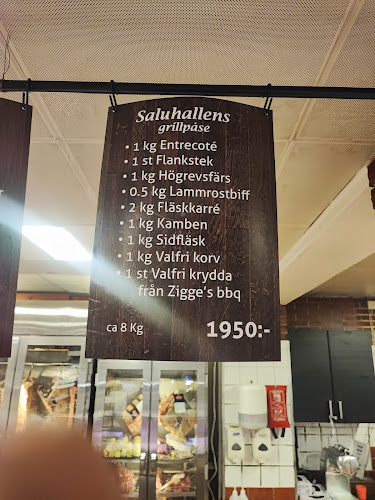 Saluhallens
grillpåse
• 1 kg Entrecoté
• 1 st Flankstek
• 1 kg Högrevsfärs
• 0.5 kg Lammrostbiff
• 2 kg Fläskkarré
• 1 kg Kamben
• 1 kg Sidfläsk
• 1 kg Valfri korv
• 1 st Valfri krydda
från Zigge's bbq
ca 8 Kg 1950:-